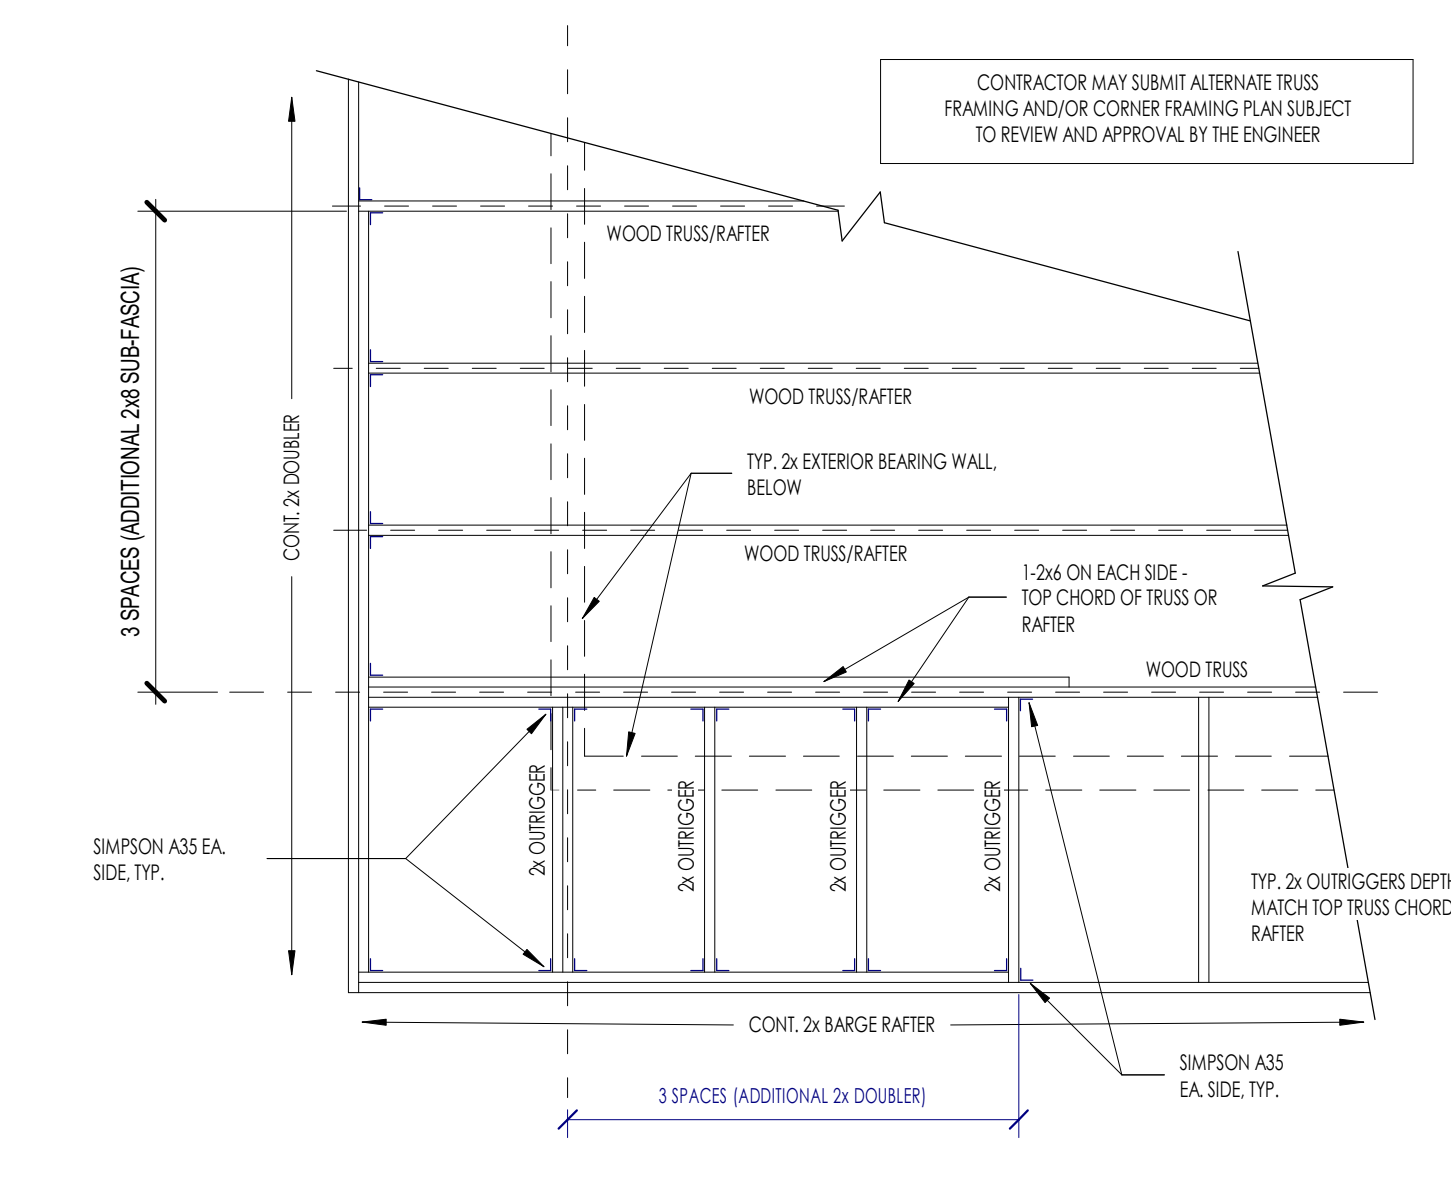 CONTRACTOR MAY SUBMIT ALTERNATE TRUSS
FRAMING AND/OR CORNER FRAMING PLAN SUBJECT
TO REVIEW AND APPROVAL BY THE ENGINEER
WOOD TRUSS/RAFTER
3 SPACES (ADDITIONAL 2x8 SUB-FASCIA)
CONT. 2x DOUBLER
WOOD TRUSS/RAFTER
TYP. 2x EXTERIOR BEARING WALL,
BELOW
WOOD TRUSS/RAFTER
1-2x6 ON EACH SIDE -
TOP CHORD OF TRUSS OR
RAFTER
WOOD TRUSS
2x OUTRIGGER
2x OUTRIGGER
2x OUTRIGGER
2x OUTRIGGER
SIMPSON A35 EA.
SIDE, TYP.
TYP. 2x OUTRIGGERS DEPTH
MATCH TOP TRUSS CHORD
RAFTER
CONT. 2x BARGE RAFTER
SIMPSON A35
EA. SIDE, TYP.
3 SPACES (ADDITIONAL 2x DOUBLER)